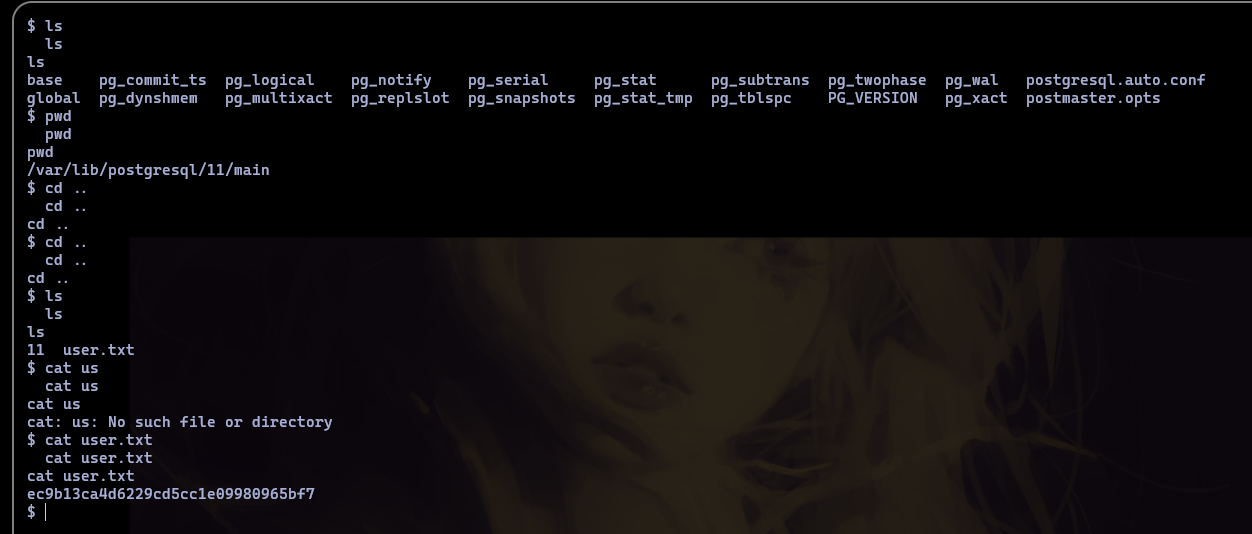 $ ls
ls
ls
base pg_commit_ts pg_logical pg_notify pg_serial pg_stat pg_subtrans pg_twophase pg_wal postgresql.auto.conf
global pg_dynshmem pg_multixact pg_replslot pg_snapshots pg_stat_tmp pg_tblspc PG_VERSION pg_xact postmaster.opts
$ pwd
pwd
pwd
/var/lib/postgresql/11/main
$ cd ..
cd ..
cd ..
$ cd ..
cd ..
cd ..
$ ls
ls
ls
11 user.txt
$ cat us
cat us
cat us
cat: us: No such file or directory
$ cat user.txt
cat user.txt
cat user.txt
ec9b13ca4d6229cd5cc1e09980965bf7
$